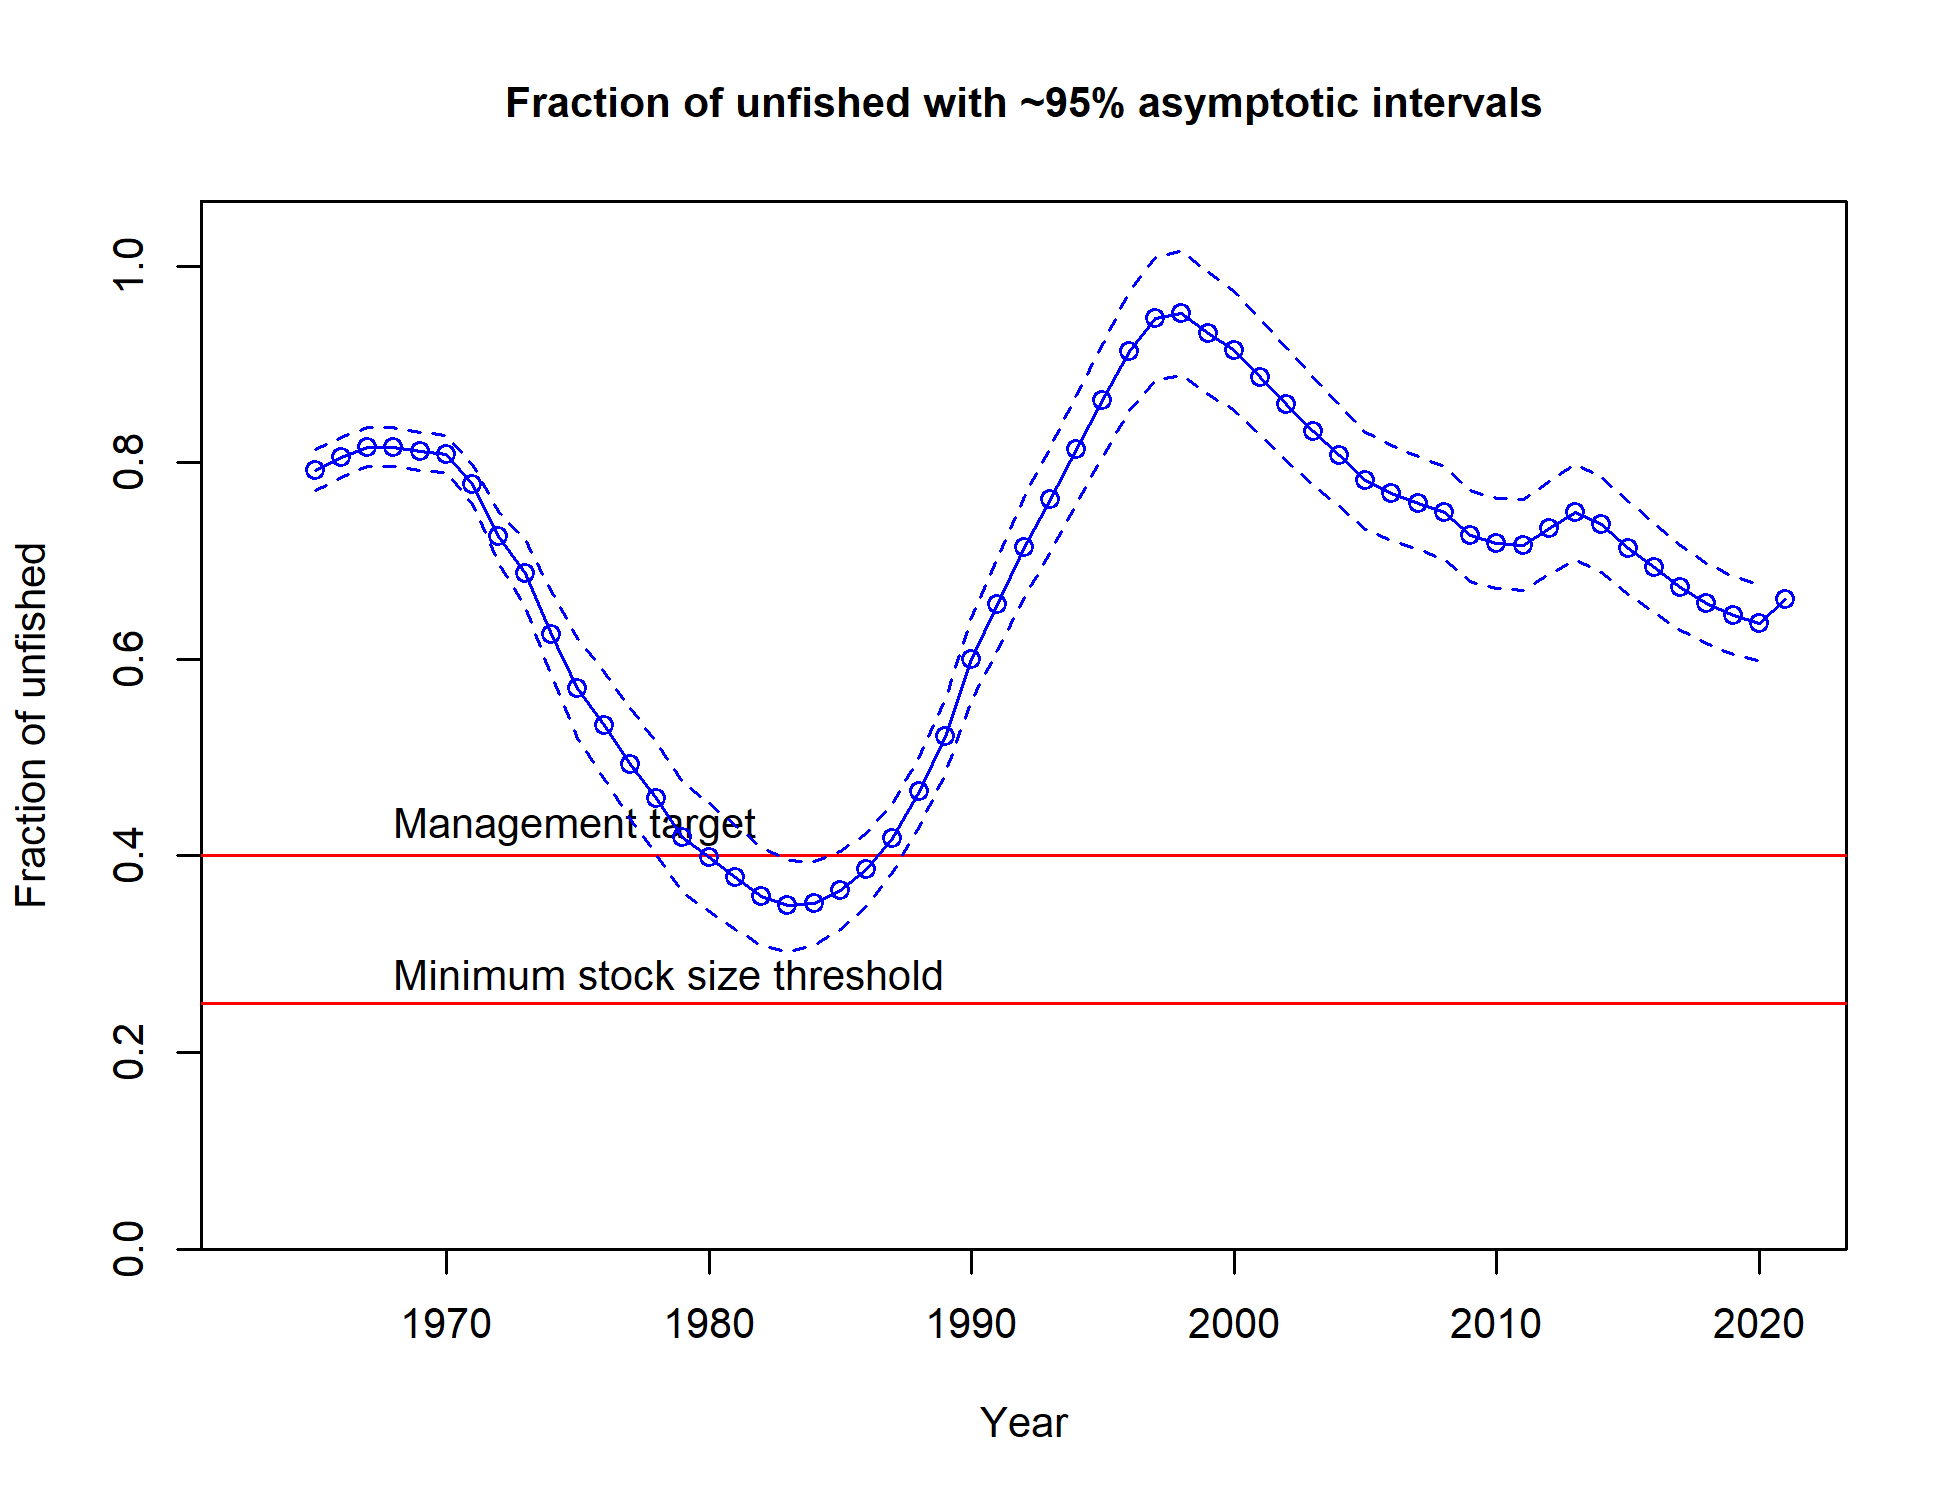 Fraction of unfished with ~95% asymptotic intervals
Fraction of unfished
1.0
0.8
0.6
0.4
0.2
0.0
Management target
Minimum stock size threshold
1970 1980 1990 2000 2010 2020
Year